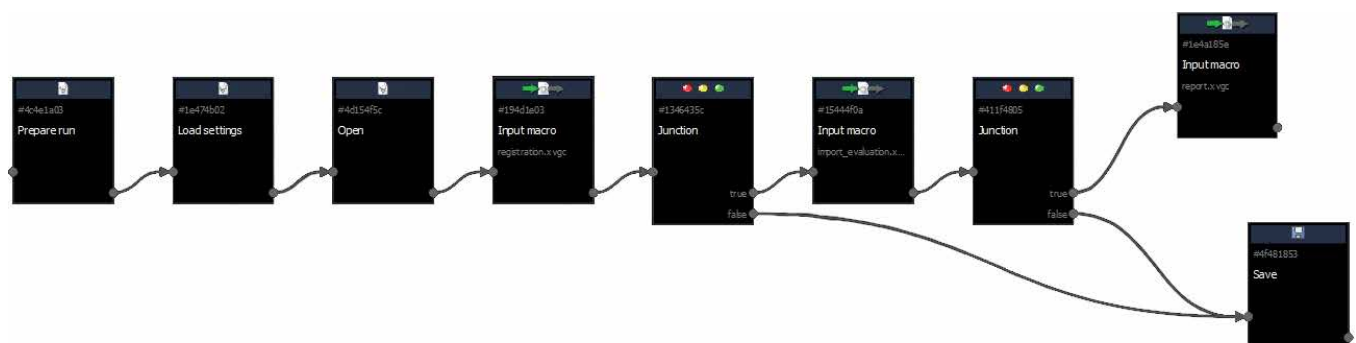 #4c4e1a03
Prepare run
#1e474b02
Load settings
#4d154f5c
Open
#194d1e03
Input macro
registration.xvgc
#1346435c
Junction
true
false
#15444f0a
Input macro
import_evaluation.x...
#411f4805
Junction
true
false
#1e4a185e
Input macro
report.xvgc
#4f481853
Save